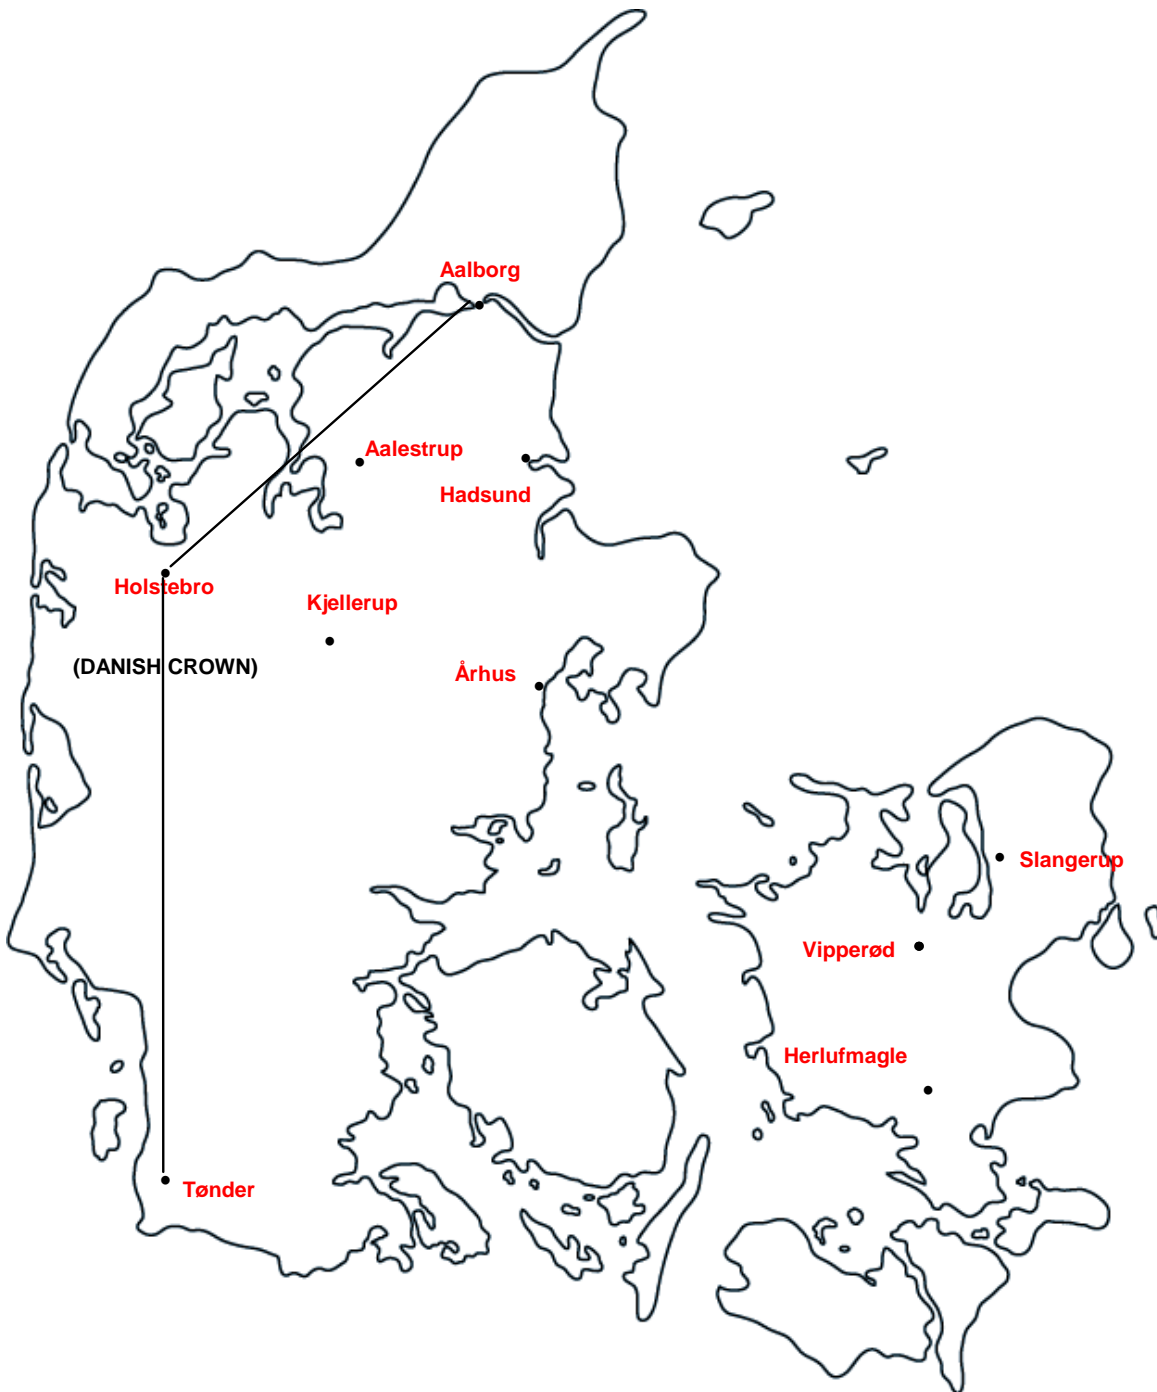 Aalborg
Aalestrup
Hadsund
Holstebro
Kjellerup
(DANISH CROWN)
Århus
Slangerup
Vipperød
Herlufmagle
Tønder